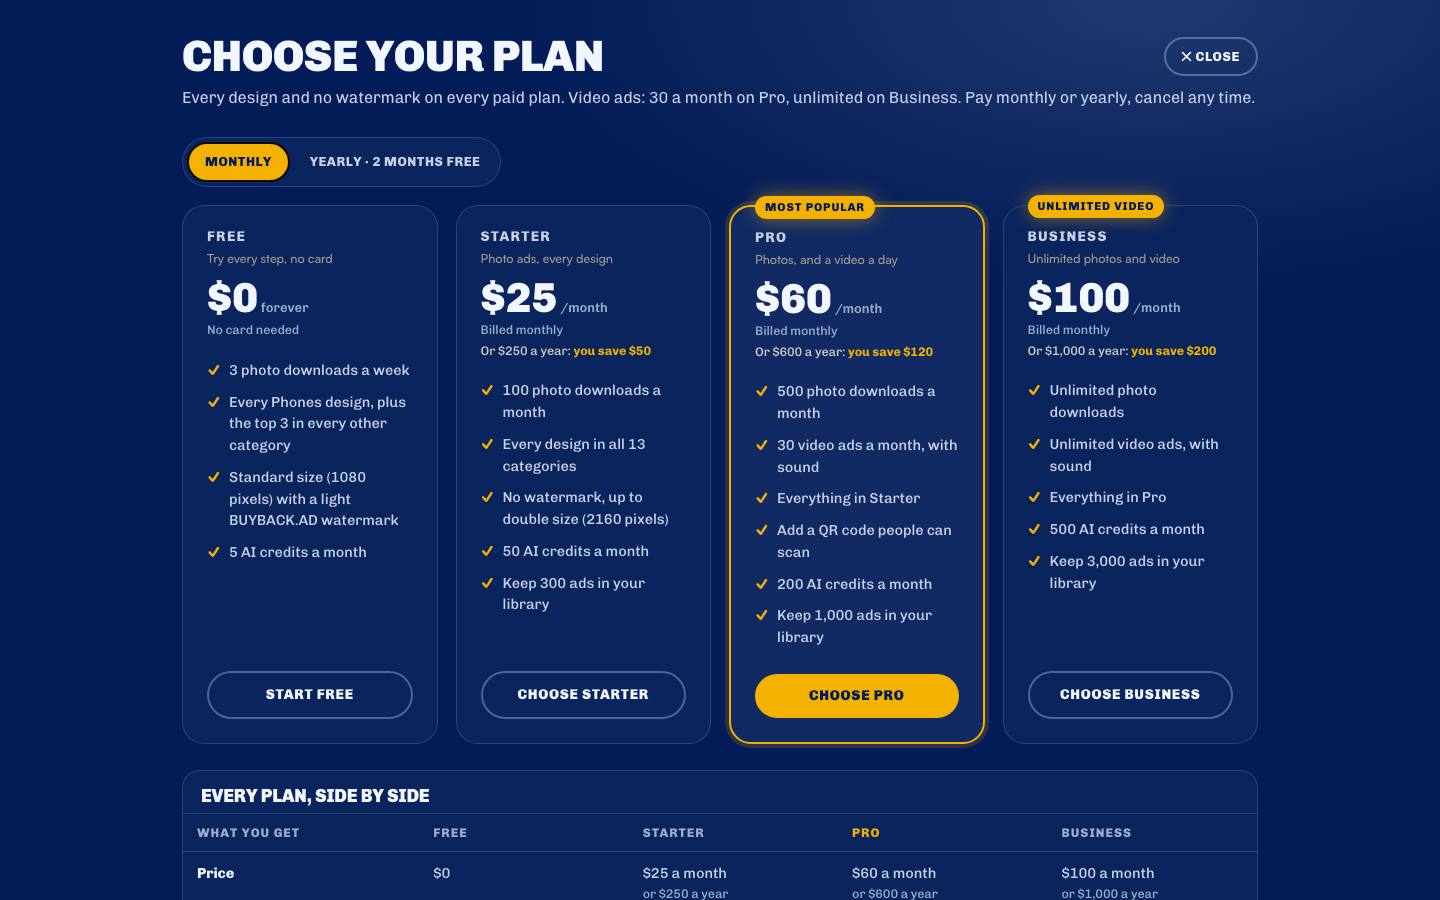 CHOOSE YOUR PLAN
✕ CLOSE
Every design and no watermark on every paid plan. Video ads: 30 a month on Pro, unlimited on Business. Pay monthly or yearly, cancel any time.
MONTHLY
YEARLY · 2 MONTHS FREE
FREE
Try every step, no card
$0 forever
No card needed
3 photo downloads a week
Every Phones design, plus
the top 3 in every other
category
Standard size (1080
pixels) with a light
BUYBACK.AD watermark
5 AI credits a month
START FREE
STARTER
Photo ads, every design
$25 /month
Billed monthly
Or $250 a year: you save $50
100 photo downloads a
month
Every design in all 13
categories
No watermark, up to
double size (2160 pixels)
50 AI credits a month
Keep 300 ads in your
library
CHOOSE STARTER
MOST POPULAR
PRO
Photos, and a video a day
$60 /month
Billed monthly
Or $600 a year: you save $120
500 photo downloads a
month
30 video ads a month, with
sound
Everything in Starter
Add a QR code people can
scan
200 AI credits a month
Keep 1,000 ads in your
library
CHOOSE PRO
UNLIMITED VIDEO
BUSINESS
Unlimited photos and video
$100 /month
Billed monthly
Or $1,000 a year: you save $200
Unlimited photo
downloads
Unlimited video ads, with
sound
Everything in Pro
500 AI credits a month
Keep 3,000 ads in your
library
CHOOSE BUSINESS
EVERY PLAN, SIDE BY SIDE
WHAT YOU GET FREE STARTER PRO BUSINESS
Price $0 $25 a month $60 a month $100 a month
or $250 a year or $600 a year or $1,000 a year